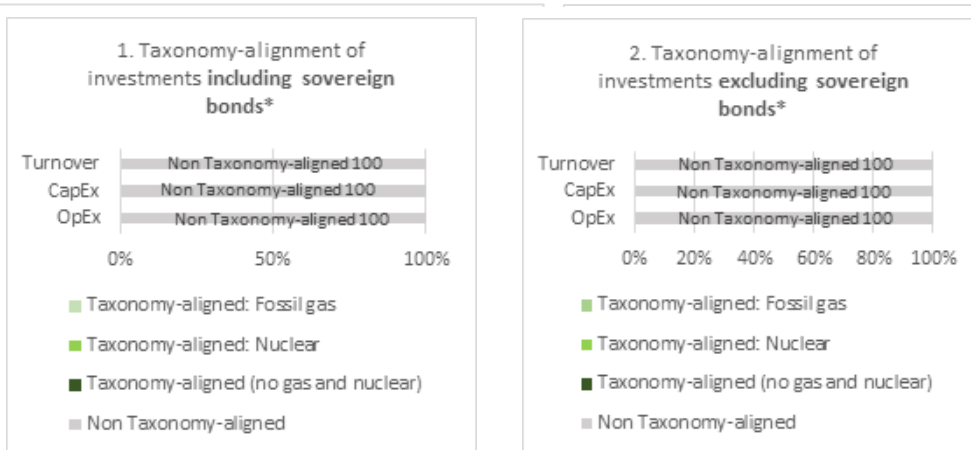 1. Taxonomy-alignment of
investments including sovereign
bonds*
Turnover
Non Taxonomy-aligned 100
CapEx
Non Taxonomy-aligned 100
OpEx
Non Taxonomy-aligned 100
0% 50% 100%
Taxonomy-aligned: Fossil gas
Taxonomy-aligned: Nuclear
Taxonomy-aligned (no gas and nuclear)
Non Taxonomy-aligned
2. Taxonomy-alignment of
investments excluding sovereign
bonds*
Turnover
Non Taxonomy-aligned 100
CapEx
Non Taxonomy-aligned 100
OpEx
Non Taxonomy-aligned 100
0% 20% 40% 60% 80% 100%
Taxonomy-aligned: Fossil gas
Taxonomy-aligned: Nuclear
Taxonomy-aligned (no gas and nuclear)
Non Taxonomy-aligned